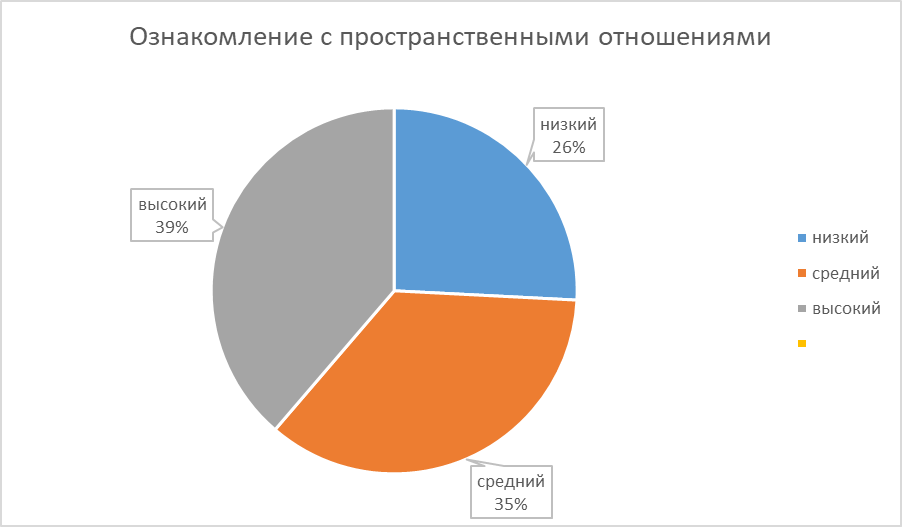 Ознакомление с пространственными отношениями
низкий
26%
высокий
39%
средний
35%
низкий
средний
высокий